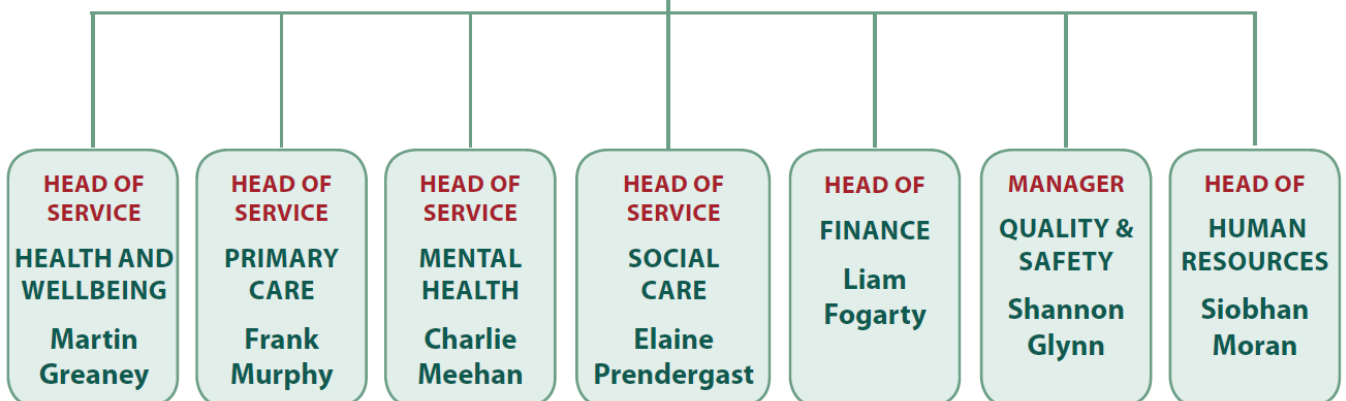 HEAD OF
SERVICE
HEALTH AND
WELLBEING
Martin
Greaney
HEAD OF
SERVICE
PRIMARY
CARE
Frank
Murphy
HEAD OF
SERVICE
MENTAL
HEALTH
Charlie
Meehan
HEAD OF
SERVICE
SOCIAL
CARE
Elaine
Prendergast
HEAD OF
FINANCE
Liam
Fogarty
MANAGER
QUALITY &
SAFETY
Shannon
Glynn
HEAD OF
HUMAN
RESOURCES
Siobhan
Moran